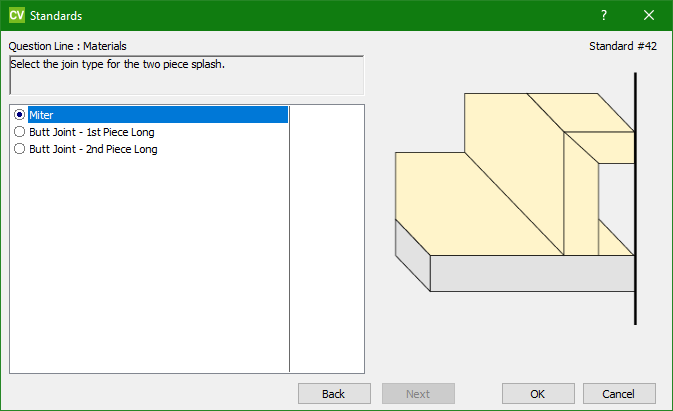 CV Standards ?
Question Line : Materials Standard #42
Select the join type for the two piece splash.
Miter
Butt Joint - 1st Piece Long
Butt Joint - 2nd Piece Long
Back Next OK Cancel